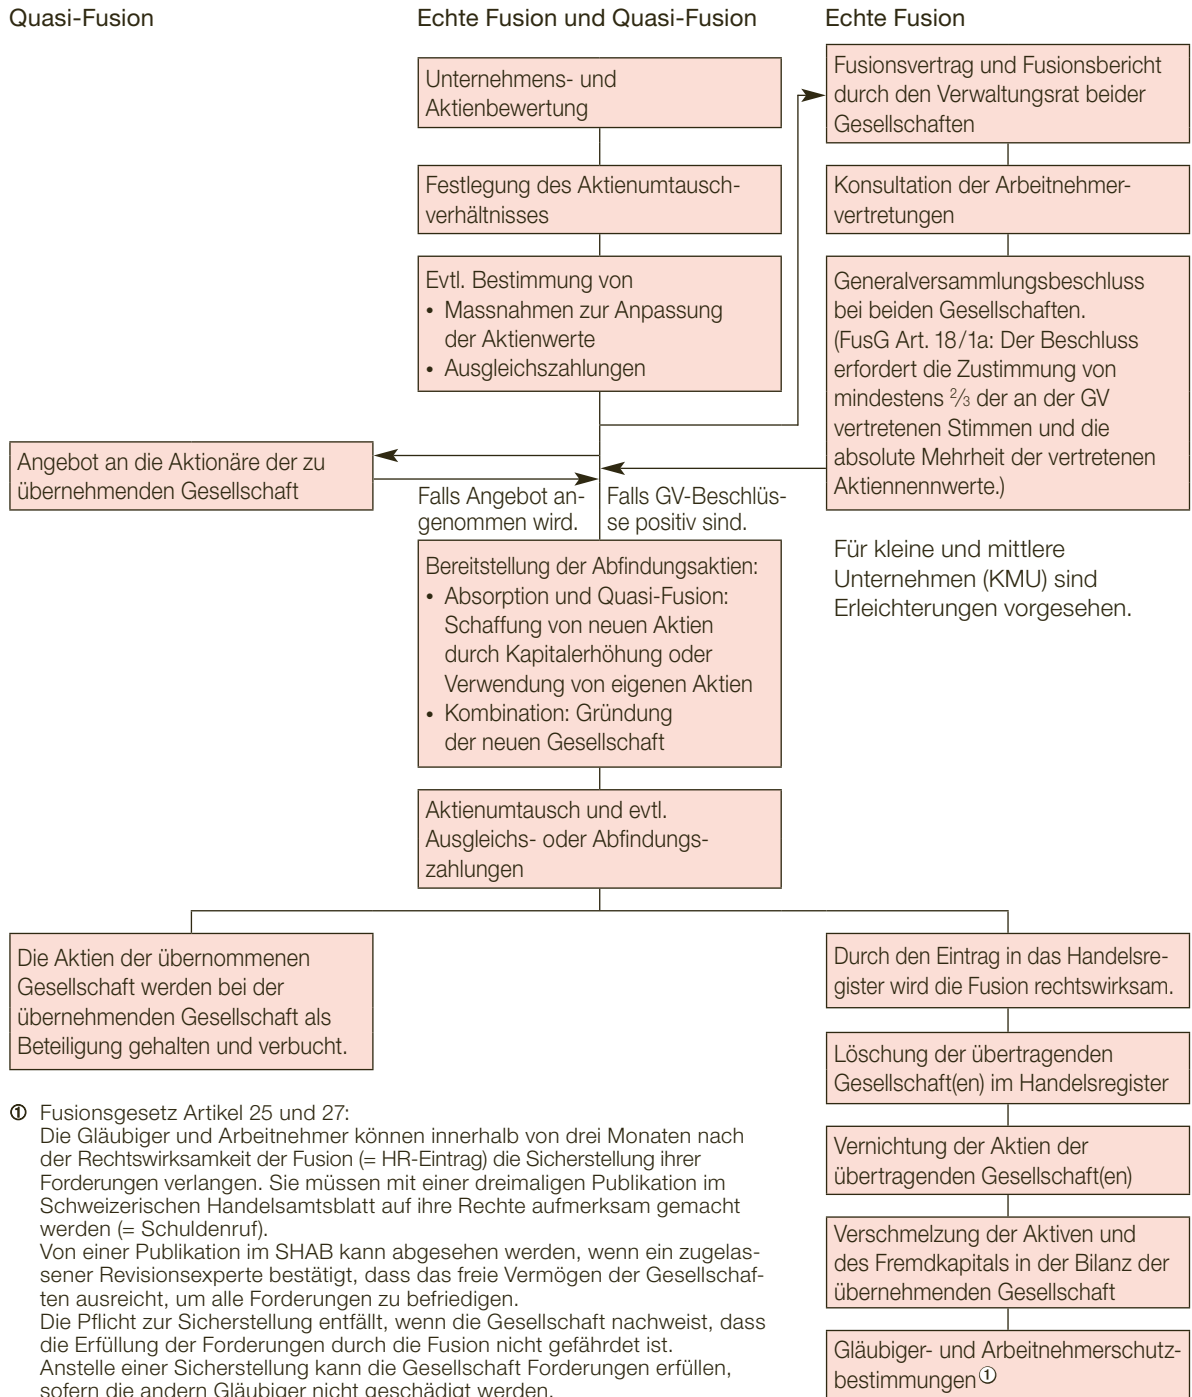 Quasi-Fusion
Echte Fusion und Quasi-Fusion
Echte Fusion
Unternehmens- und
Aktienbewertung
Festlegung des Aktienumtausch-
verhältnisses
Evtl. Bestimmung von
• Massnahmen zur Anpassung
der Aktienwerte
• Ausgleichszahlungen
Fusionsvertrag und Fusionsbericht
durch den Verwaltungsrat beider
Gesellschaften
Konsultation der Arbeitnehmer-
vertretungen
Generalversammlungsbeschluss
bei beiden Gesellschaften.
(FusG Art. 18/1a: Der Beschluss
erfordert die Zustimmung von
mindestens ⅔ der an der GV
vertretenen Stimmen und die
absolute Mehrheit der vertretenen
Aktiennennwerte.)
Für kleine und mittlere
Unternehmen (KMU) sind
Erleichterungen vorgesehen.
Angebot an die Aktionäre der zu
übernehmenden Gesellschaft
Falls Angebot an-
genommen wird.
Falls GV-Beschlüs-
se positiv sind.
Bereitstellung der Abfindungsaktien:
• Absorption und Quasi-Fusion:
Schaffung von neuen Aktien
durch Kapitalerhöhung oder
Verwendung von eigenen Aktien
• Kombination: Gründung
der neuen Gesellschaft
Aktienumtausch und evtl.
Ausgleichs- oder Abfindungs-
zahlungen
Die Aktien der übernommenen
Gesellschaft werden bei der
übernehmenden Gesellschaft als
Beteiligung gehalten und verbucht.
Durch den Eintrag in das Handelsre-
gister wird die Fusion rechtswirksam.
Löschung der übertragenden
Gesellschaft(en) im Handelsregister
Vernichtung der Aktien der
übertragenden Gesellschaft(en)
Verschmelzung der Aktiven und
des Fremdkapitals in der Bilanz der
übernehmenden Gesellschaft
Gläubiger- und Arbeitnehmerschutz-
bestimmungen①
① Fusionsgesetz Artikel 25 und 27:
Die Gläubiger und Arbeitnehmer können innerhalb von drei Monaten nach
der Rechtswirksamkeit der Fusion (= HR-Eintrag) die Sicherstellung ihrer
Forderungen verlangen. Sie müssen mit einer dreimaligen Publikation im
Schweizerischen Handelsamtsblatt auf ihre Rechte aufmerksam gemacht
werden (= Schuldenruf).
Von einer Publikation im SHAB kann abgesehen werden, wenn ein zugelas-
sener Revisionsexperte bestätigt, dass das freie Vermögen der Gesellschaf-
ten ausreicht, um alle Forderungen zu befriedigen.
Die Pflicht zur Sicherstellung entfällt, wenn die Gesellschaft nachweist, dass
die Erfüllung der Forderungen durch die Fusion nicht gefährdet ist.
Anstelle einer Sicherstellung kann die Gesellschaft Forderungen erfüllen,
sofern die andern Gläubiger nicht geschädigt werden.